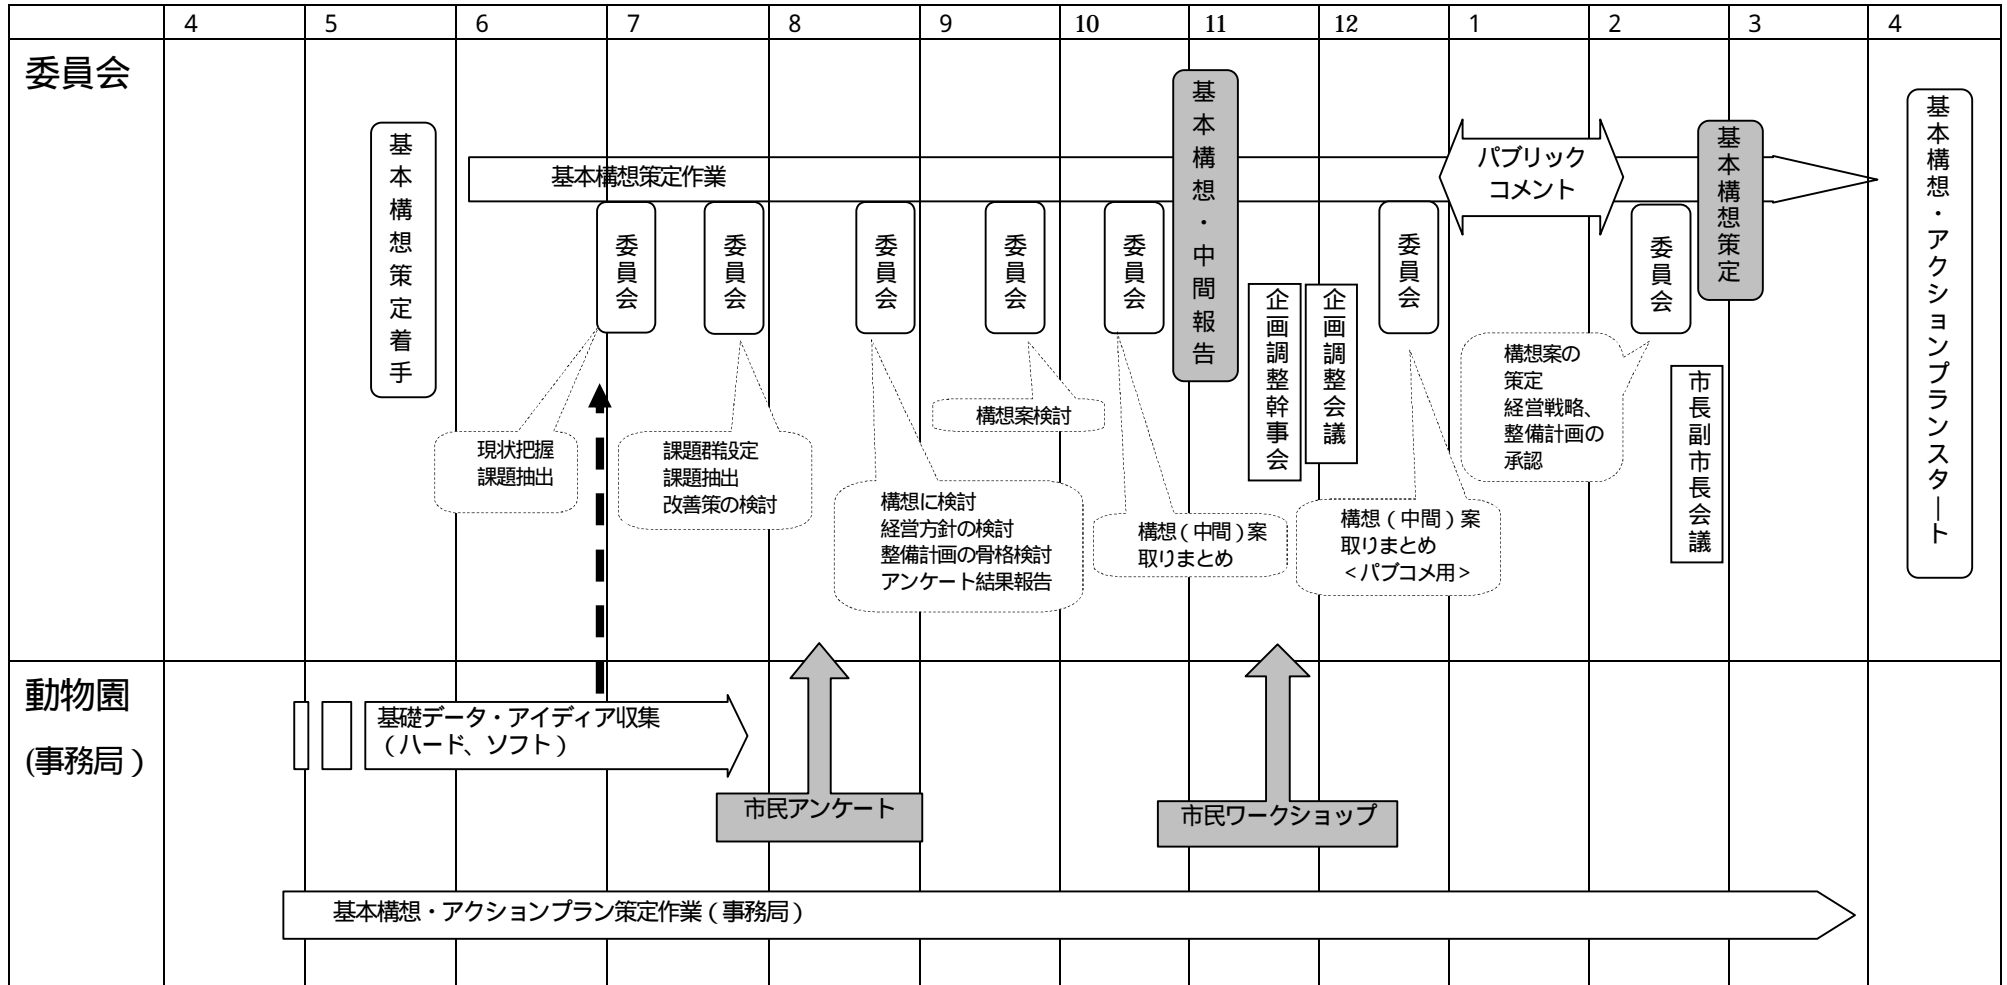 4 5 6 7 8 9 10 11 12 1 2 3 4
委員会
基本構想策定着手
基本構想策定作業
基本構想・中間報告
パブリック
コメント
基本構想策定
基本構想・アクションプランスタート
委員会
委員会
委員会
委員会
委員会
企画調整幹事会
企画調整会議
委員会
委員会
市長副市長会議
現状把握
課題抽出
課題群設定
課題抽出
改善策の検討
構想に検討
経営方針の検討
整備計画の骨格検討
アンケート結果報告
構想案検討
構想(中間)案
取りまとめ
構想(中間)案
取りまとめ
<パブコメ用>
構想案の
策定
経営戦略、
整備計画の
承認
動物園
(事務局)
基礎データ・アイディア収集
(ハード、ソフト)
市民アンケート
市民ワークショップ
基本構想・アクションプラン策定作業(事務局)